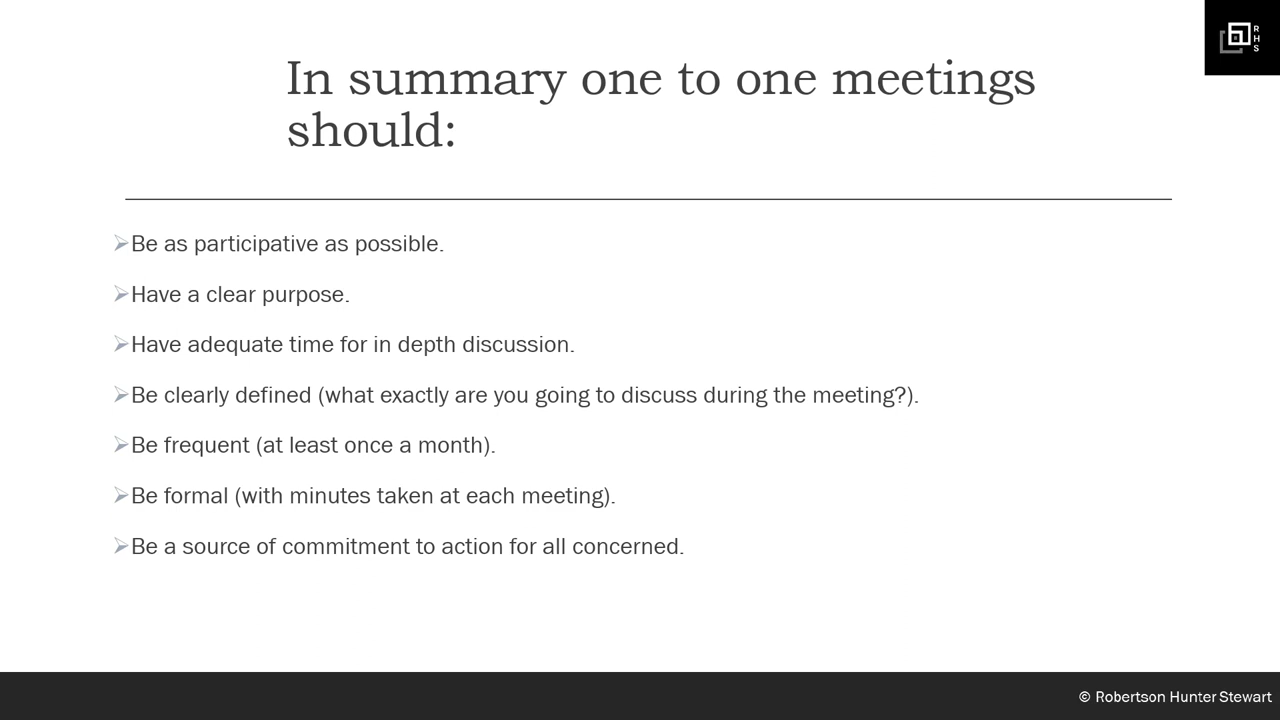 R
H
S
In summary one to one meetings
should:
➢Be as participative as possible.
➢Have a clear purpose.
➢Have adequate time for in depth discussion.
➢Be clearly defined (what exactly are you going to discuss during the meeting?).
➢Be frequent (at least once a month).
➢Be formal (with minutes taken at each meeting).
➢Be a source of commitment to action for all concerned.
© Robertson Hunter Stewart